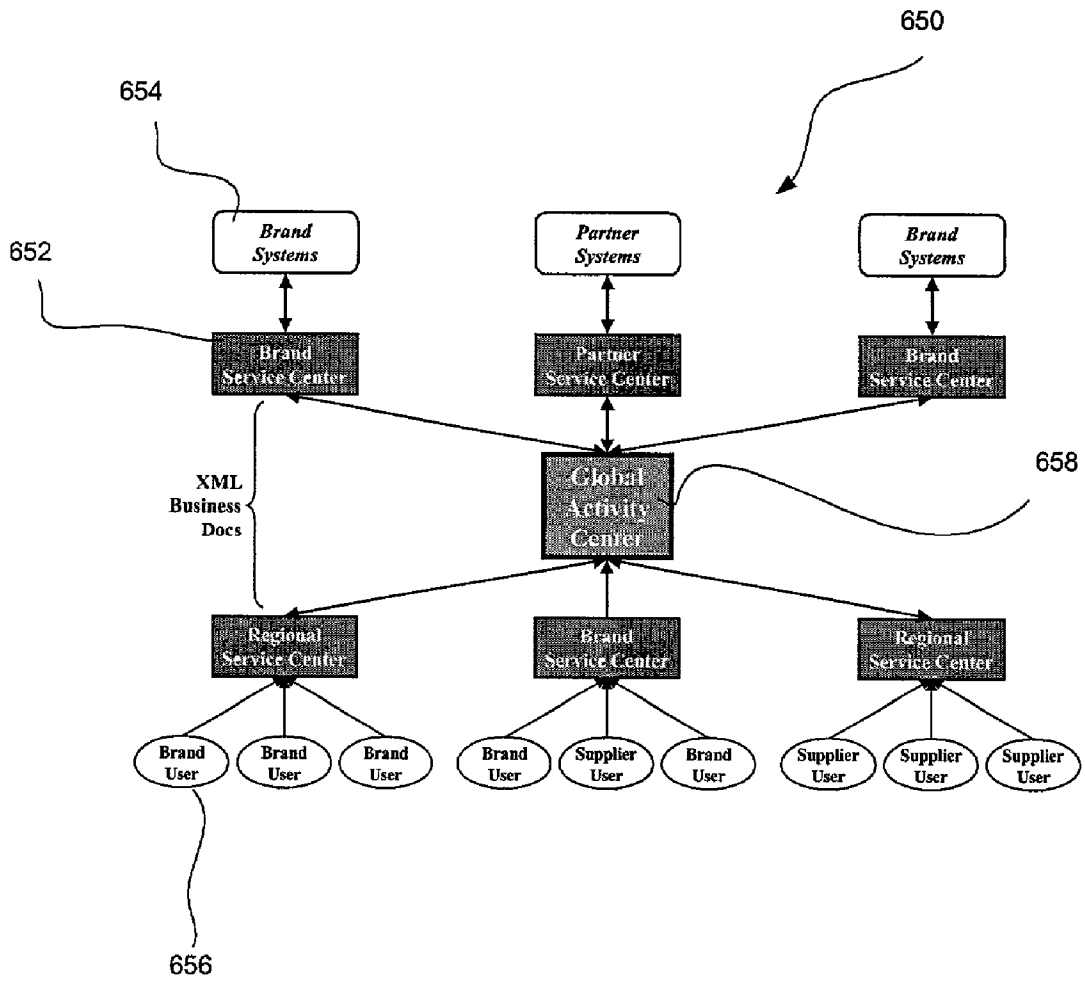 650
654
Brand
Systems
Partner
Systems
Brand
Systems
652
Brand
Service Center
Partner
Service Center
Brand
Service Center
XML
Business
Docs
Global
Activity
Center
658
Regional
Service Center
Brand
Service Center
Regional
Service Center
Brand
User
Brand
User
Brand
User
Brand
User
Supplier
User
Brand
User
Supplier
User
Supplier
User
Supplier
User
656